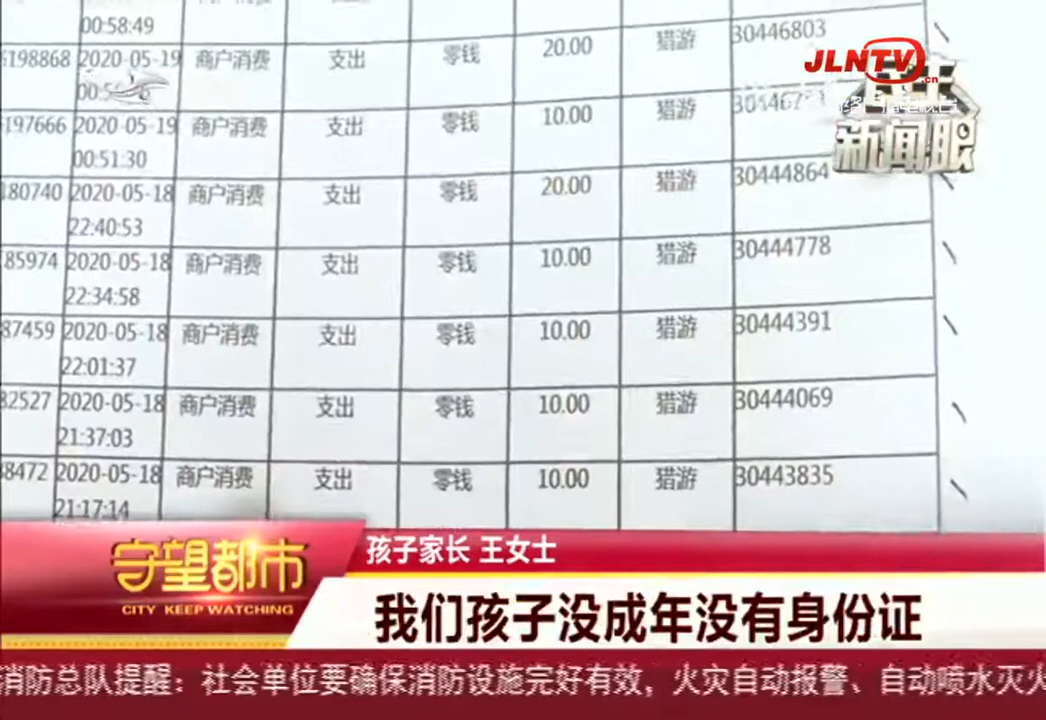 00:58:49 30446803
198868 2020-05-19 商户消费 支出 零钱 20.00 猎游
197666 2020-05-19 商户消费 支出 零钱 10.00 猎游
00:51:30
180740 2020-05-18 商户消费 支出 零钱 20.00 猎游 30444864
22:40:53
85974 2020-05-18 商户消费 支出 零钱 10.00 猎游 30444778
22:34:58
87459 2020-05-18 商户消费 支出 零钱 10.00 猎游 30444391
22:01:37
82527 2020-05-18 商户消费 支出 零钱 10.00 猎游 30444069
21:37:03
8472 2020-05-18 商户消费 支出 零钱 10.00 猎游 30443835
21:17:14
JLNTV.cn
新闻眼
守望都市
CITY KEEP WATCHING
孩子家长 王女士
我们孩子没成年没有身份证
消防总队提醒：社会单位要确保消防设施完好有效，火灾自动报警、自动喷水灭火